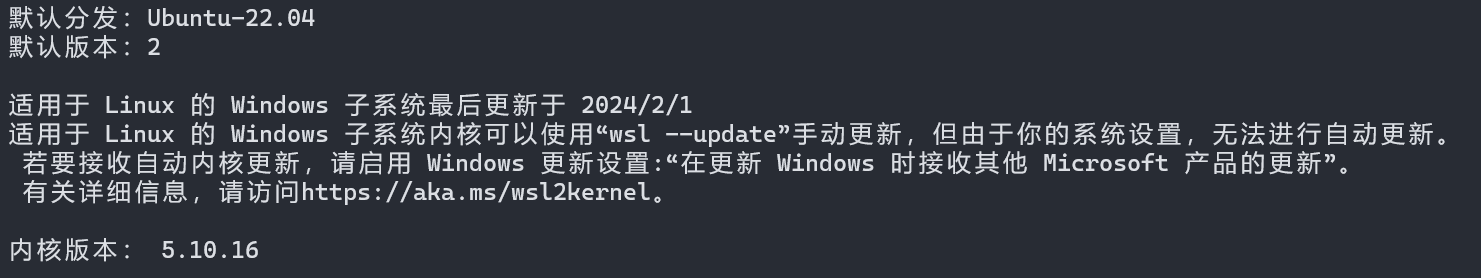 默认分发：Ubuntu-22.04
默认版本：2
适用于 Linux 的 Windows 子系统最后更新于 2024/2/1
适用于 Linux 的 Windows 子系统内核可以使用“wsl --update”手动更新，但由于你的系统设置，无法进行自动更新。
若要接收自动内核更新，请启用 Windows 更新设置:“在更新 Windows 时接收其他 Microsoft 产品的更新”。
有关详细信息，请访问https://aka.ms/wsl2kernel。
内核版本： 5.10.16